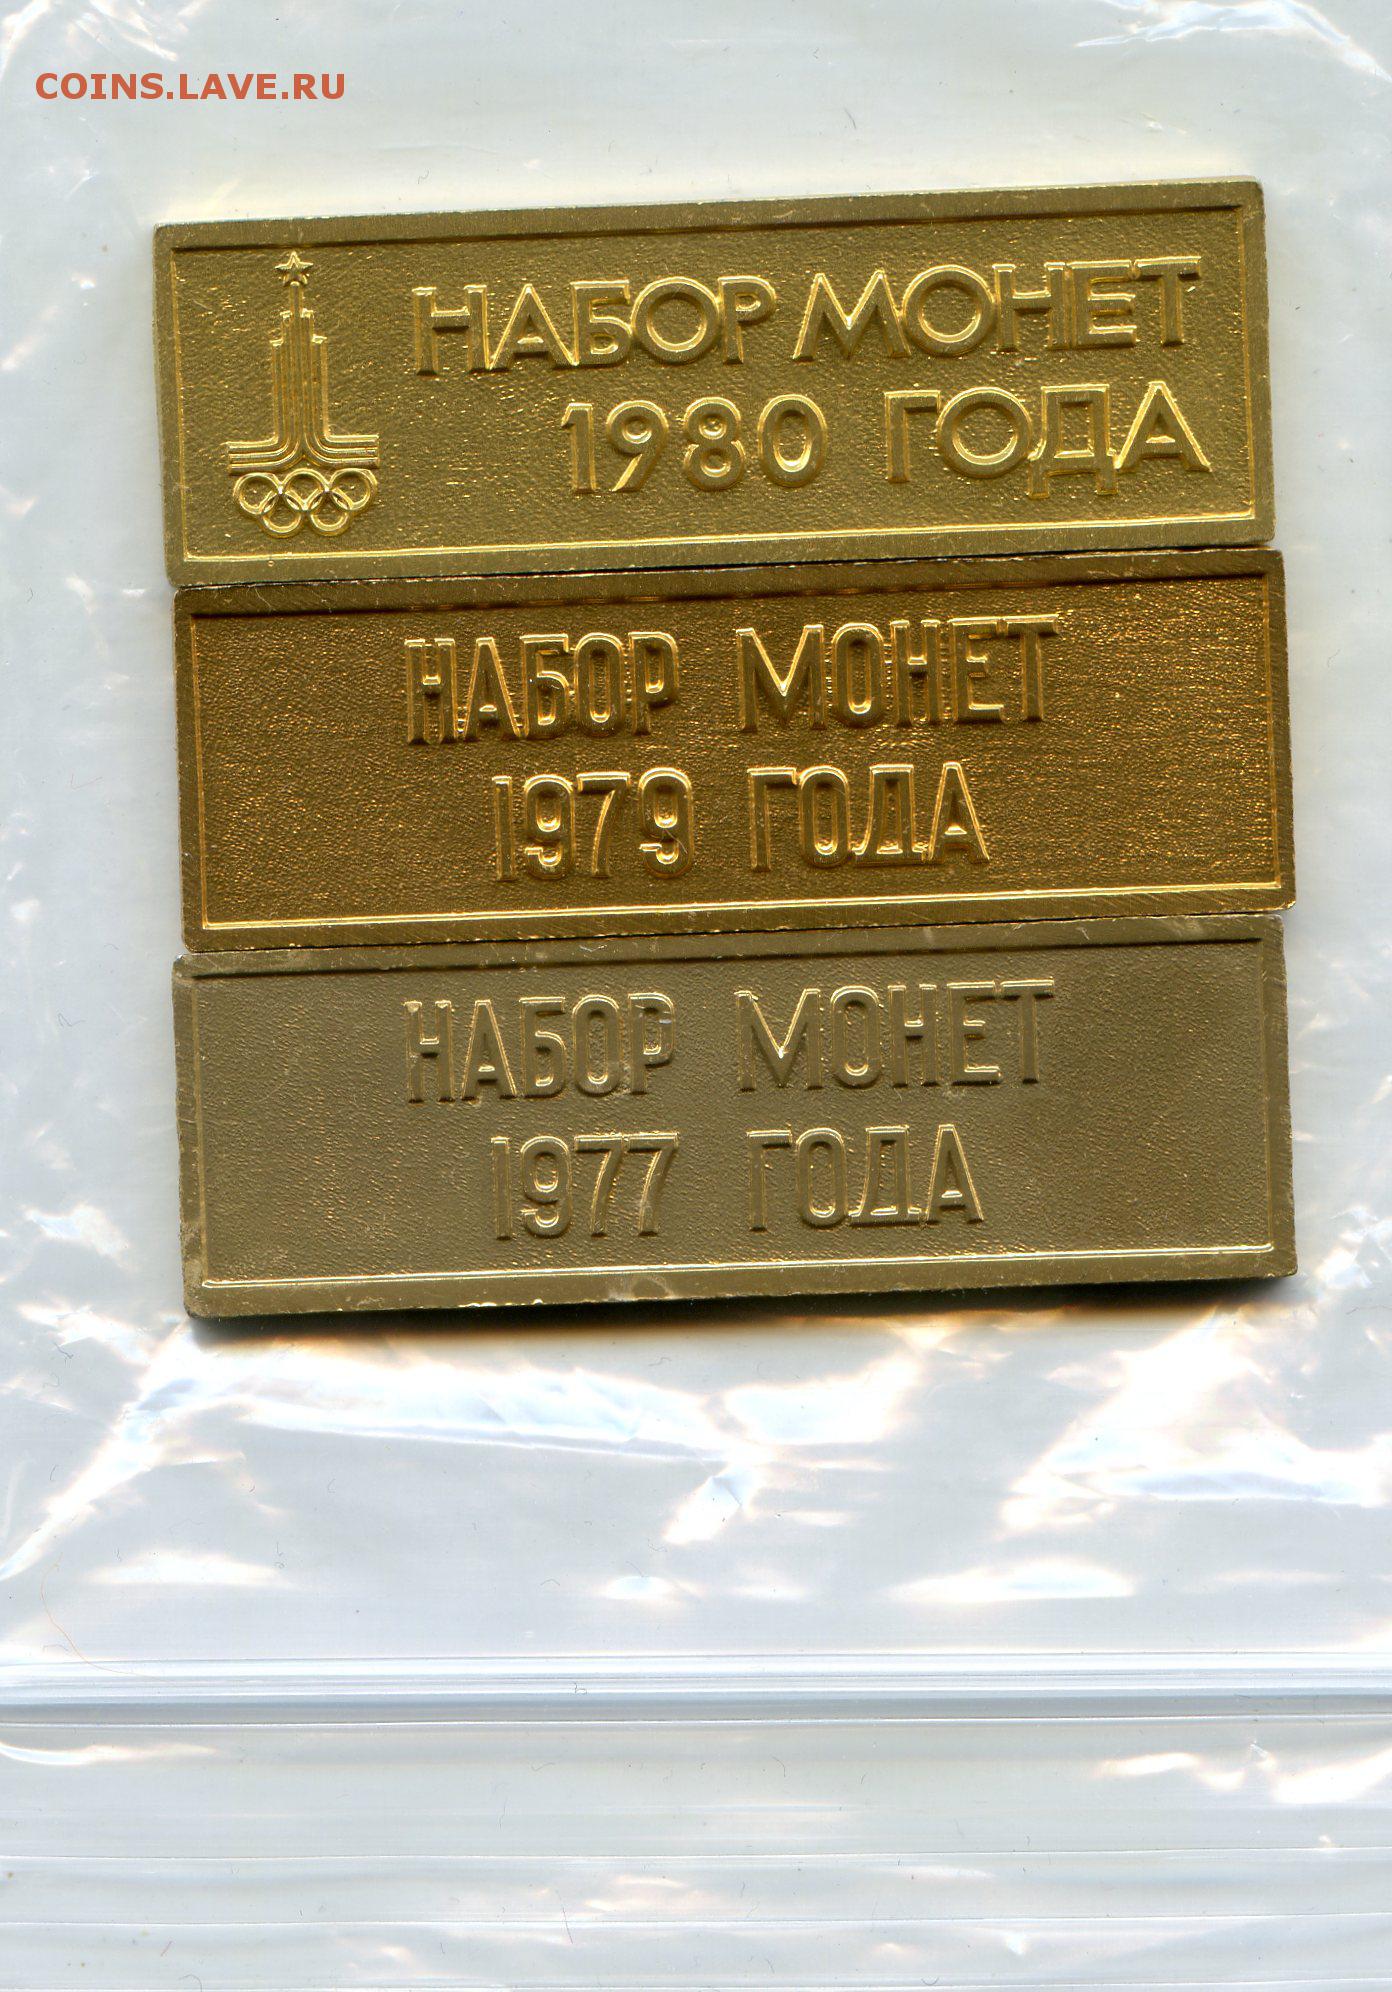 COINS.LAVE.RU
НАБОР МОНЕТ
1980 ГОДА
НАБОР МОНЕТ
1979 ГОДА
НАБОР МОНЕТ
1977 ГОДА